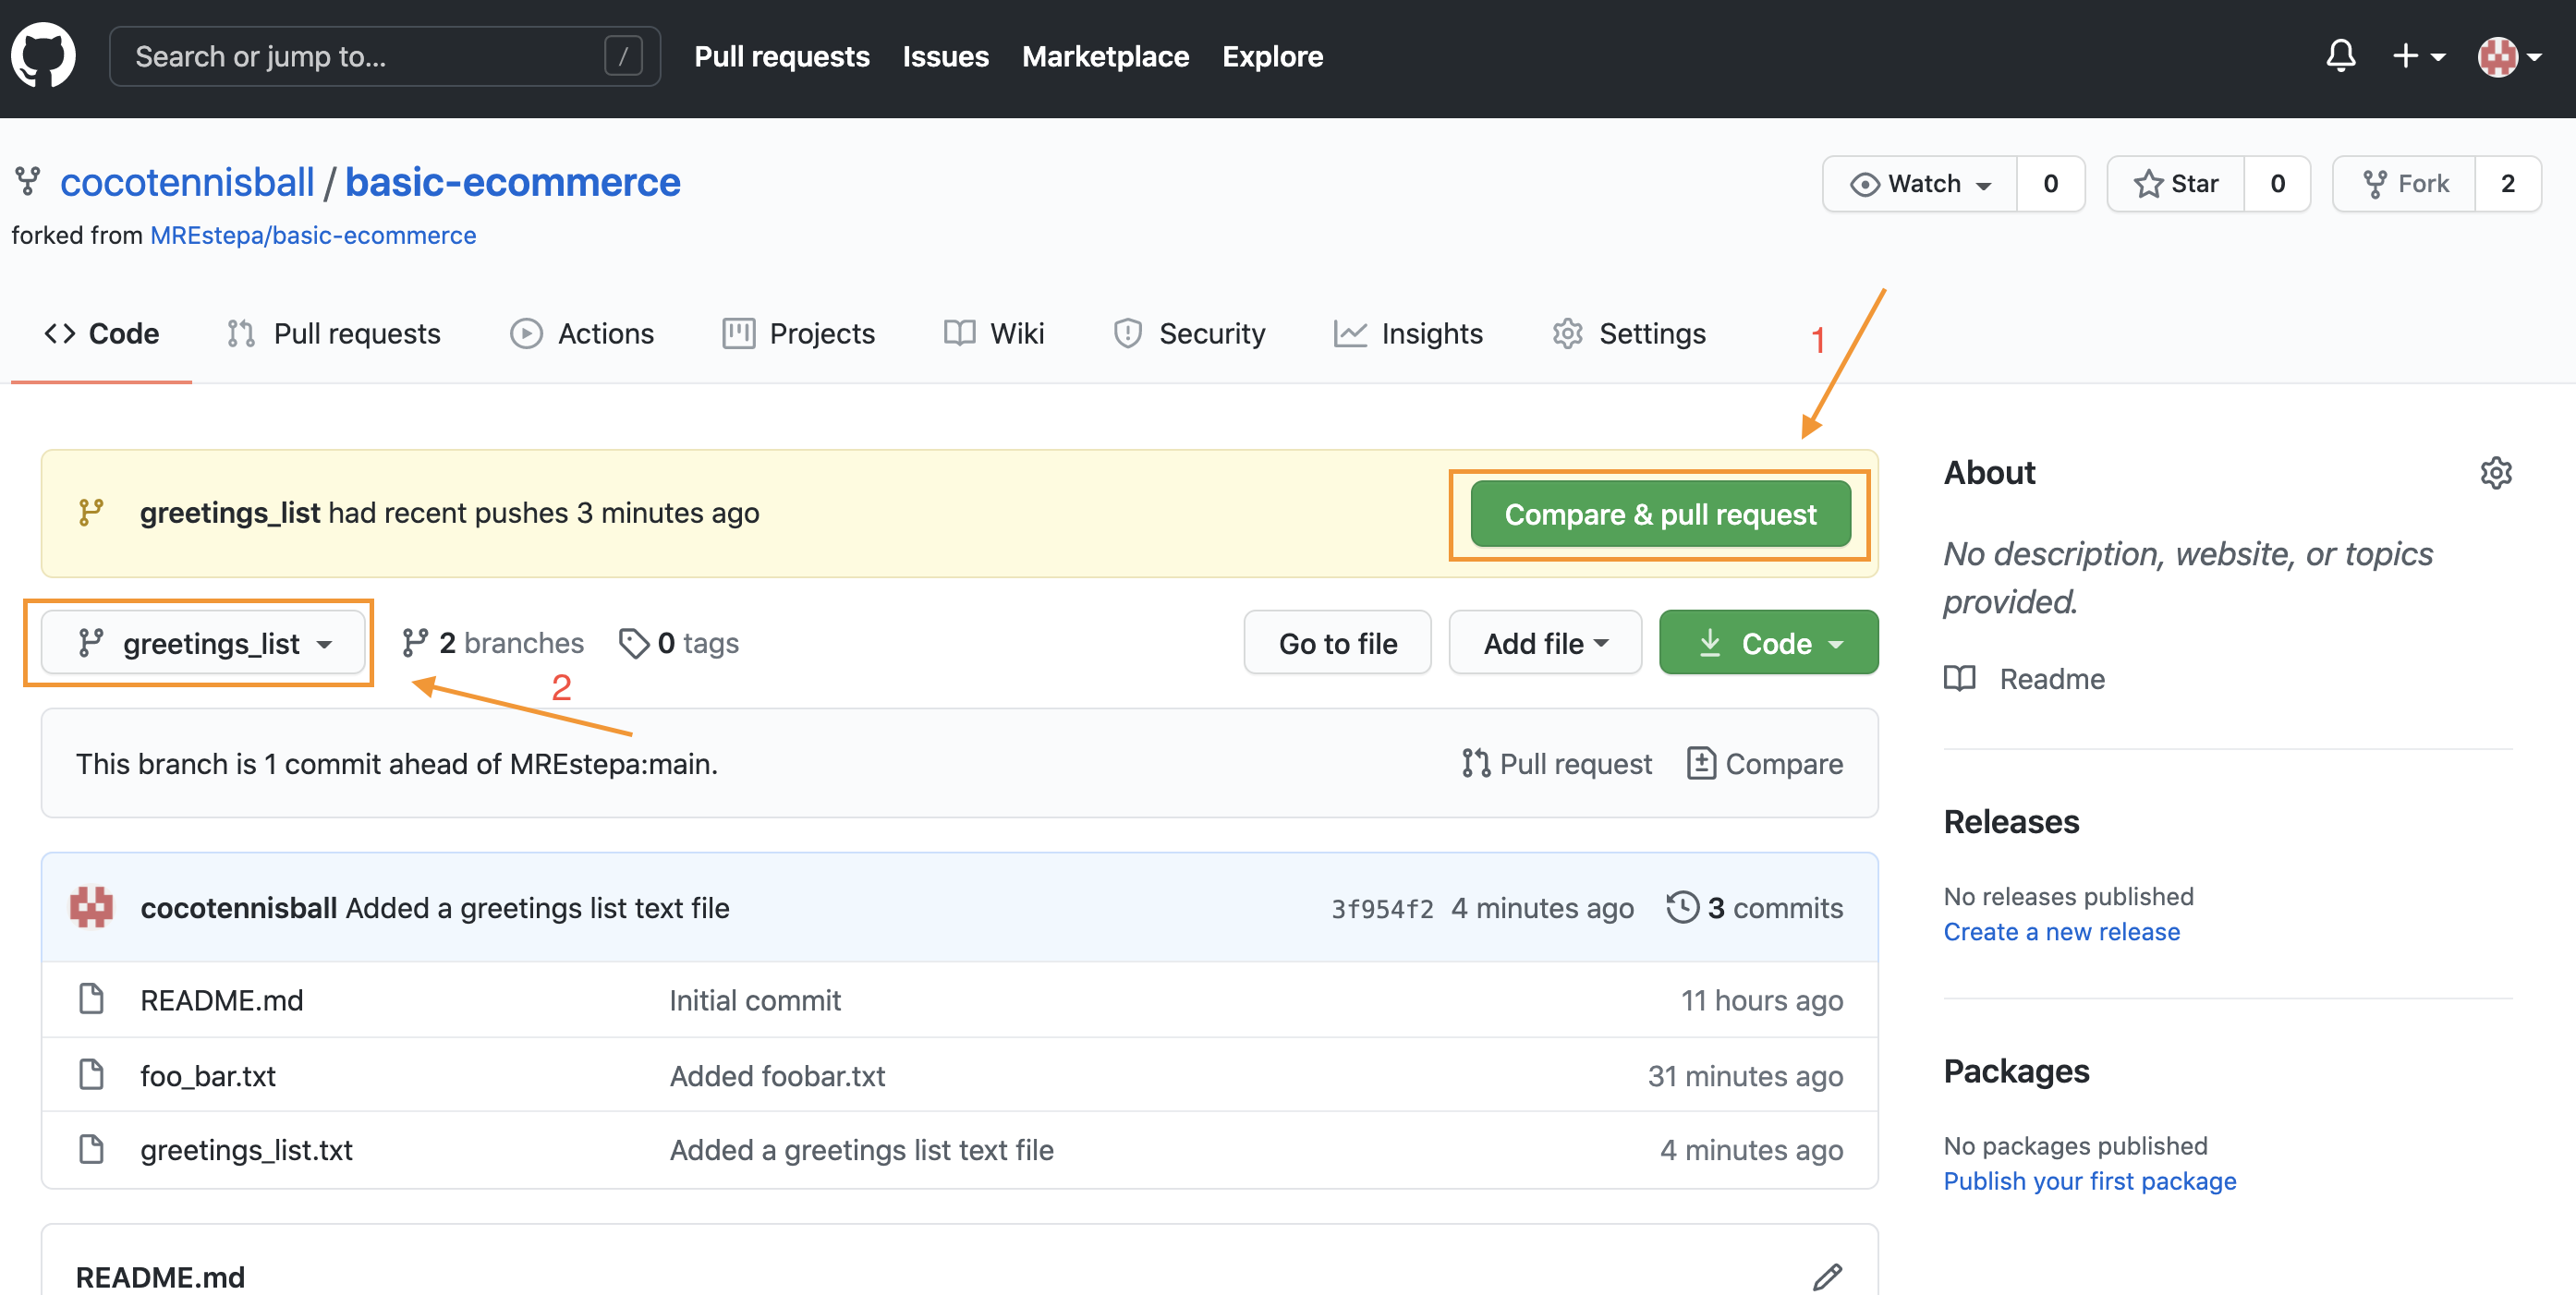 Search or jump to... / Pull requests Issues Marketplace Explore
cocotennisball / basic-ecommerce Watch 0 Star 0 Fork 2
forked from MREstepa/basic-ecommerce
Code Pull requests Actions Projects Wiki Security Insights Settings
1
greetings_list had recent pushes 3 minutes ago Compare & pull request
greetings_list 2 branches 0 tags Go to file Add file Code
2
This branch is 1 commit ahead of MREstepa:main. Pull request Compare
cocotennisball Added a greetings list text file 3f954f2 4 minutes ago 3 commits
README.md Initial commit 11 hours ago
foo_bar.txt Added foobar.txt 31 minutes ago
greetings_list.txt Added a greetings list text file 4 minutes ago
README.md
About
No description, website, or topics
provided.
Readme
Releases
No releases published
Create a new release
Packages
No packages published
Publish your first package